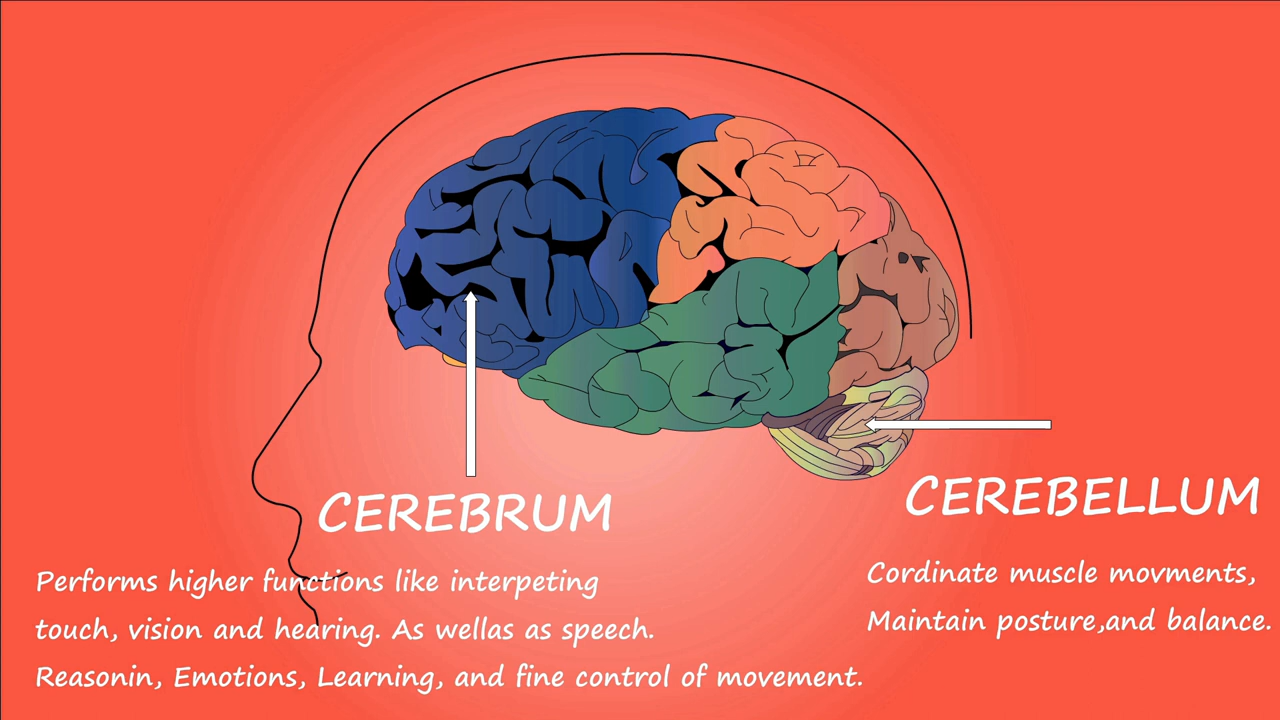 CEREBRUM
Performs higher functions like interpeting
touch, vision and hearing. As wellas as speech.
Reasonin, Emotions, Learning, and fine control of movement.
CEREBELLUM
Cordinate muscle movments,
Maintain posture,and balance.